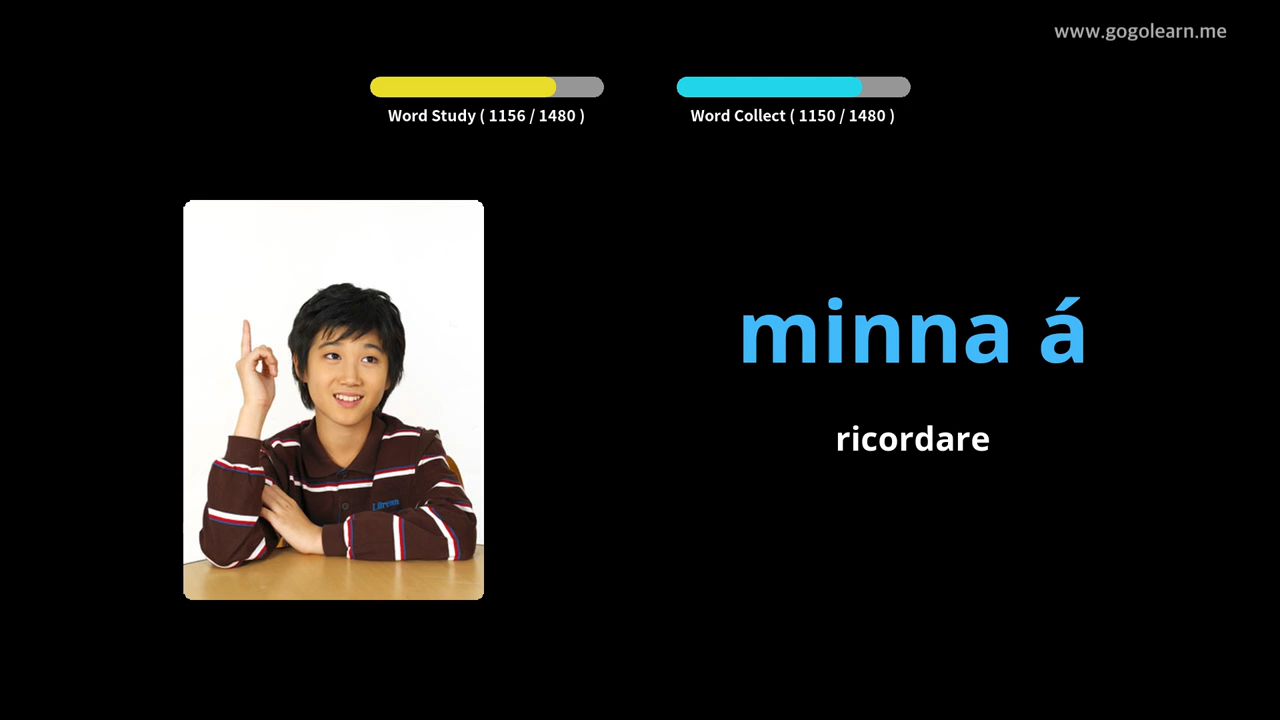 www.gogolearn.me
Word Study ( 1156 / 1480 )
Word Collect ( 1150 / 1480 )
minna á
ricordare